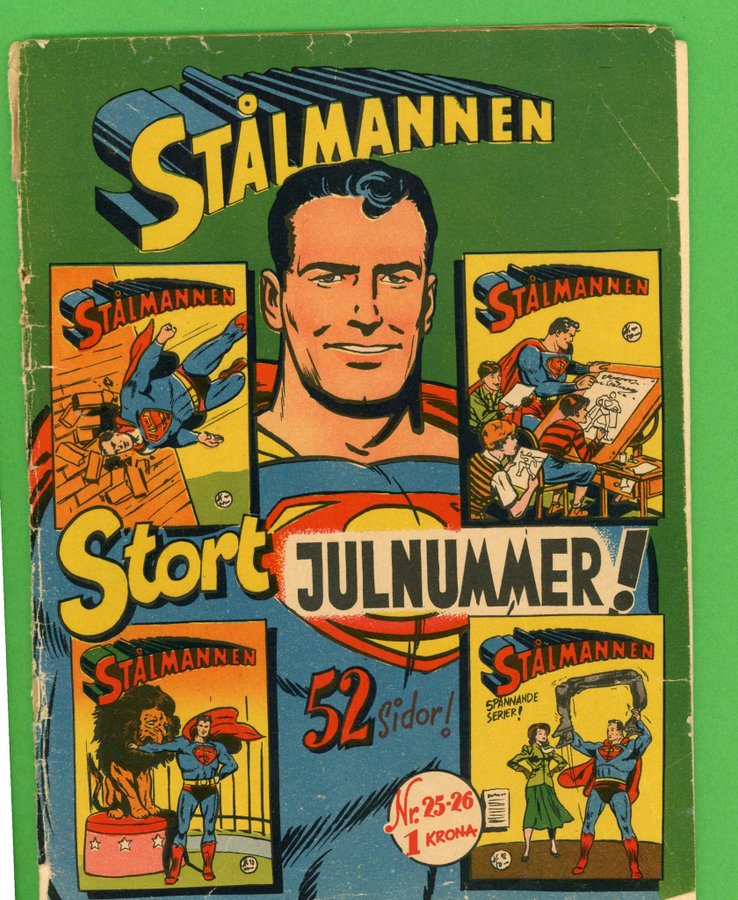 STÅLMANNEN
STÅLMANNEN
STÅLMANNEN
Stort JULNUMMER!
STÅLMANNEN
STÅLMANNEN
SPÄNNANDE
SERIER!
52 Sidor!
Nr. 25-26
1 KRONA